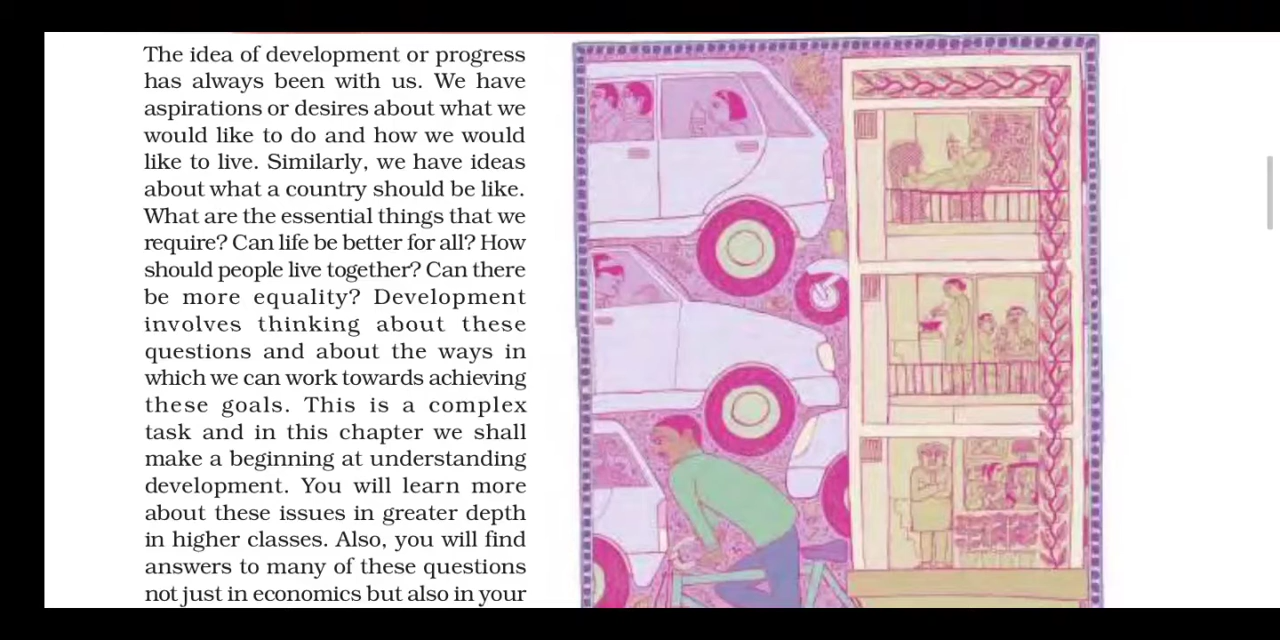 The idea of development or progress
has always been with us. We have
aspirations or desires about what we
would like to do and how we would
like to live. Similarly, we have ideas
about what a country should be like.
What are the essential things that we
require? Can life be better for all? How
should people live together? Can there
be more equality? Development
involves thinking about these
questions and about the ways in
which we can work towards achieving
these goals. This is a complex
task and in this chapter we shall
make a beginning at understanding
development. You will learn more
about these issues in greater depth
in higher classes. Also, you will find
answers to many of these questions
not just in economics but also in your